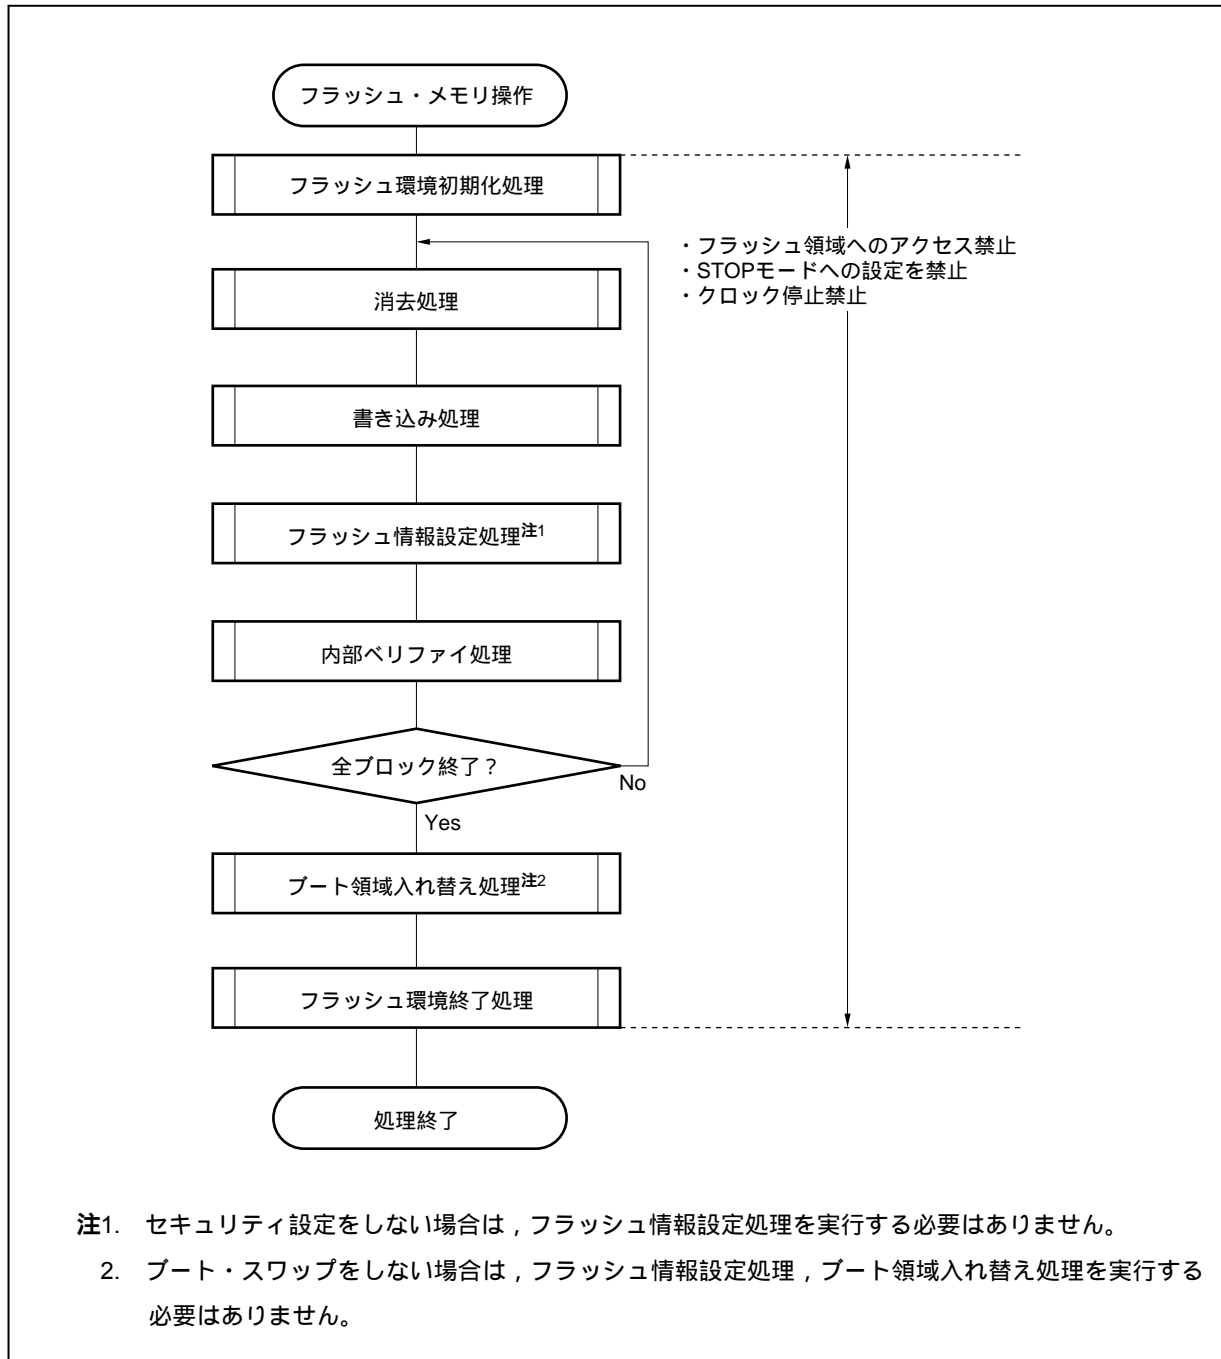 フラッシュ・メモリ操作
フラッシュ環境初期化処理
・フラッシュ領域へのアクセス禁止
・STOPモードへの設定を禁止
・クロック停止禁止
消去処理
書き込み処理
フラッシュ情報設定処理注1
内部ベリファイ処理
全ブロック終了？
No
Yes
ブート領域入れ替え処理注2
フラッシュ環境終了処理
処理終了
注1. セキュリティ設定をしない場合は，フラッシュ情報設定処理を実行する必要はありません。
2. ブート・スワップをしない場合は，フラッシュ情報設定処理，ブート領域入れ替え処理を実行する
必要はありません。